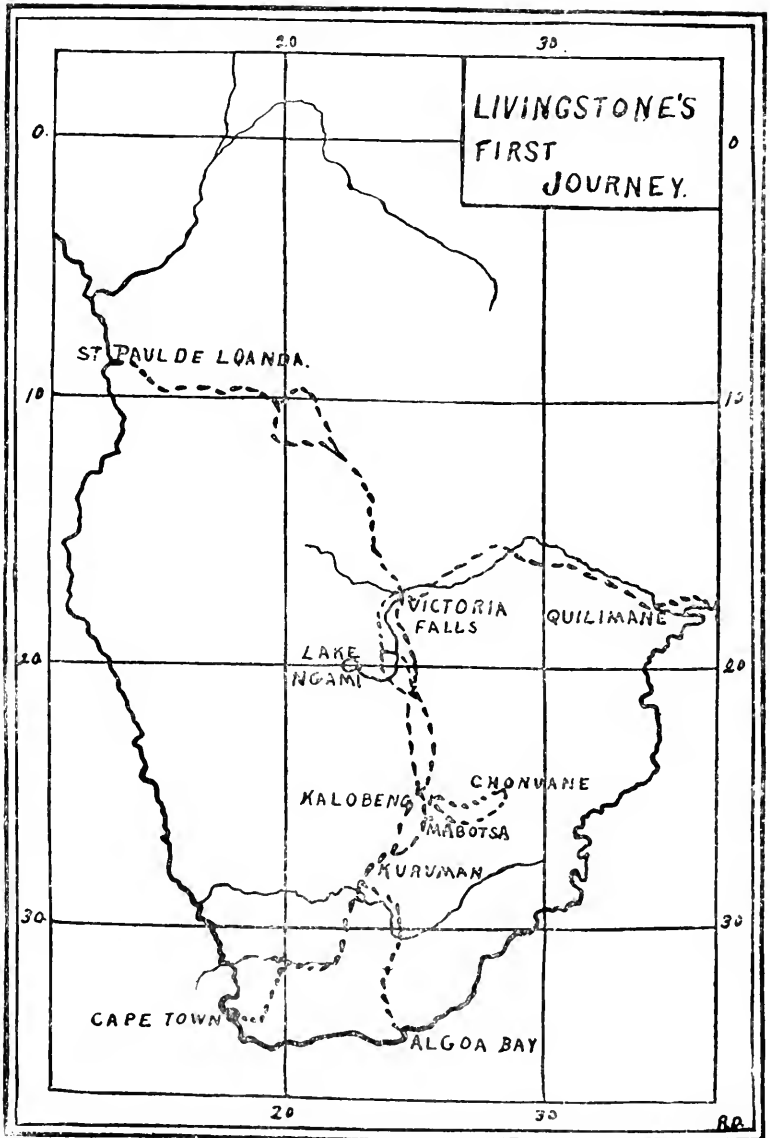 20
30.
LIVINGSTONE'S
FIRST
JOURNEY.
0.
0
ST PAUL DE LOANDA.
10
10
VICTORIA
FALLS
QUILIMANE
LAKE
NGAMI
20
20
CHONUANE
KALOBENG
MABOTSA
KURUMAN
30.
30
CAPE TOWN
ALGOA BAY
20
30
R.D.